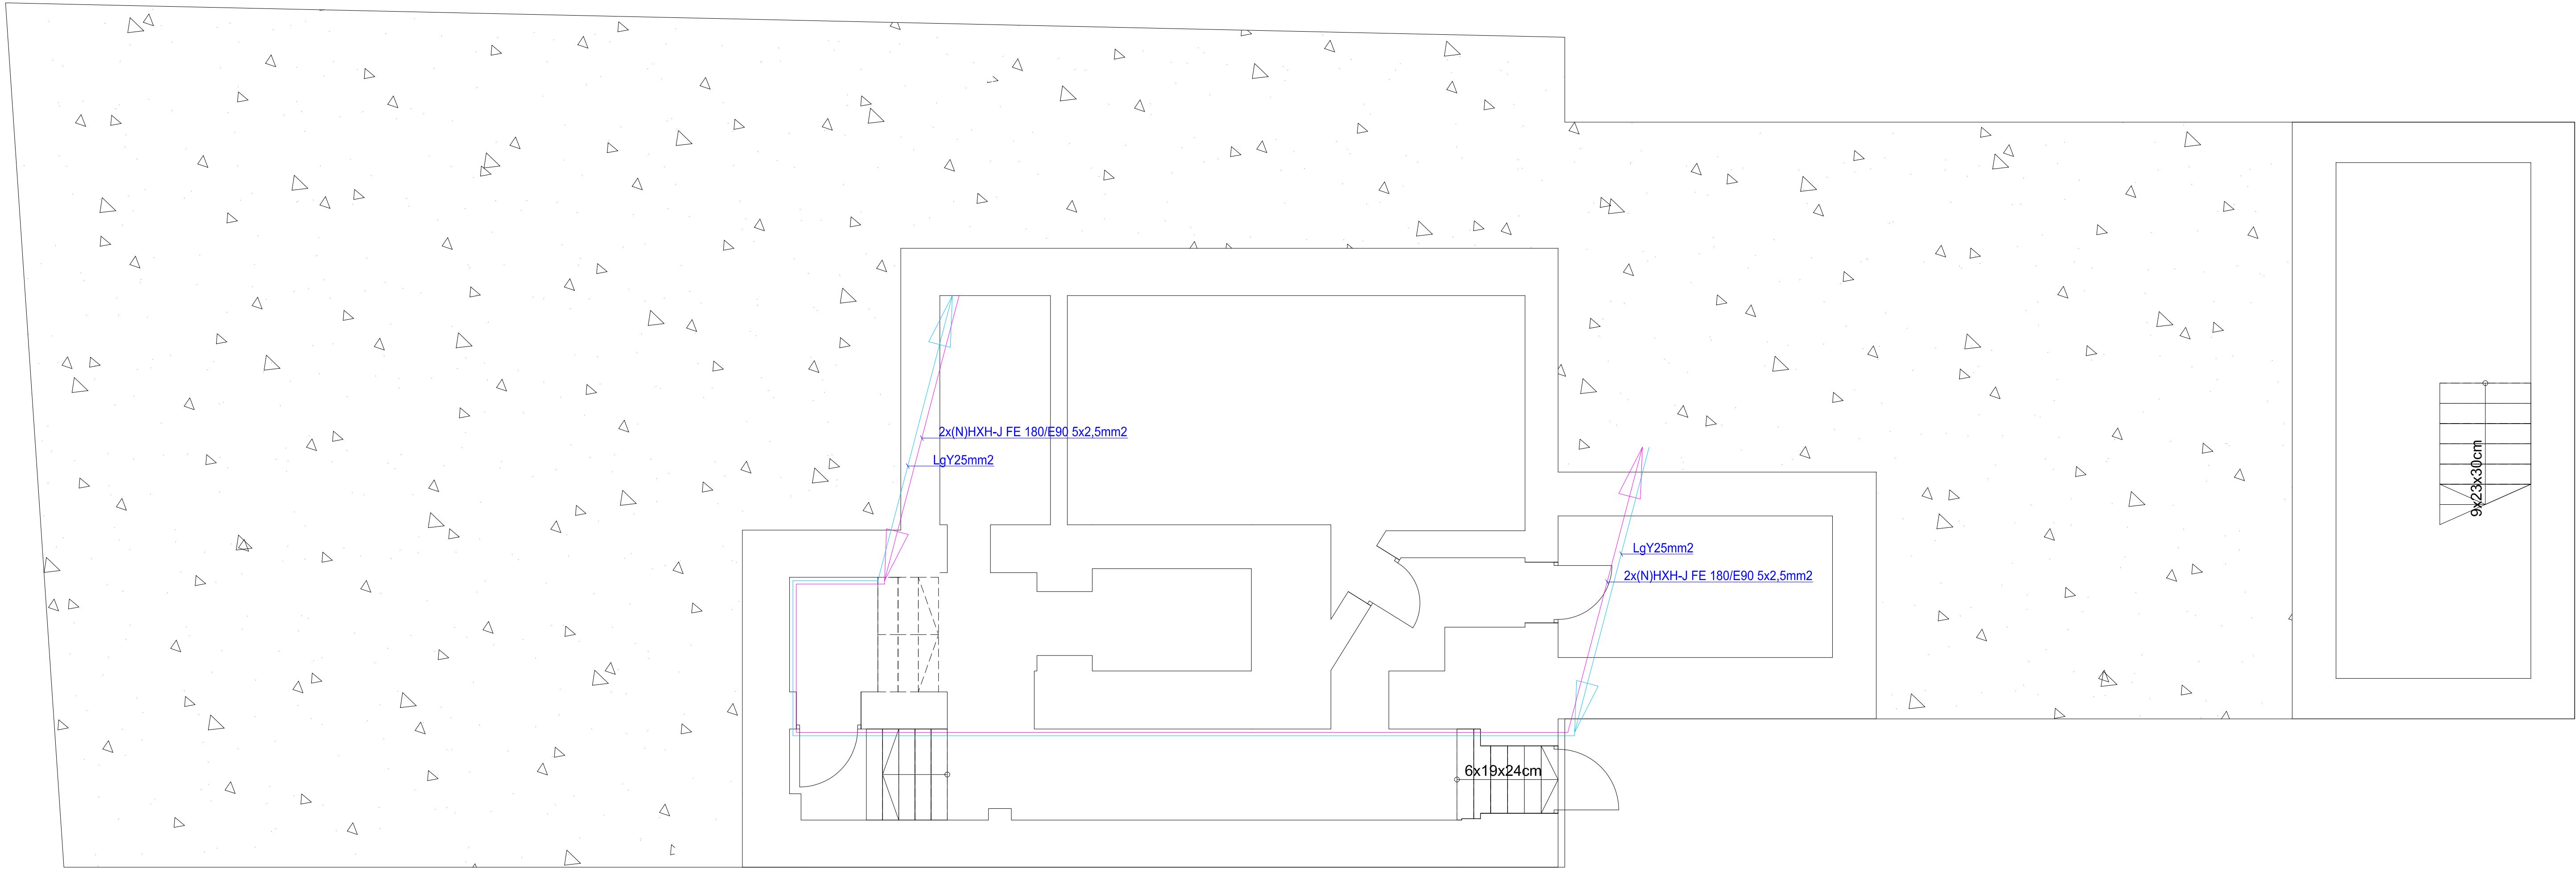 2x(N)HXH-J FE 180/E90 5x2,5mm2
LgY25mm2
LgY25mm2
2x(N)HXH-J FE 180/E90 5x2,5mm2
6x19x24cm
9x23x30cm